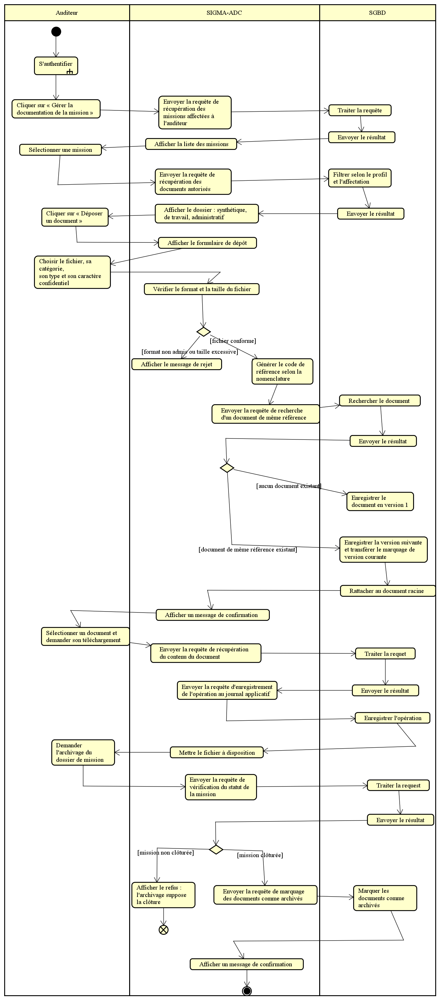 Auditeur
SIGMA-ADC
SGBD
S'authentifier
Cliquer sur « Gérer la
documentation de la mission »
Envoyer la requête de
récupération des
missions affectées à
l'auditeur
Traiter la requête
Envoyer le résultat
Afficher la liste des missions
Sélectionner une mission
Envoyer la requête de
récupération des
documents autorisés
Filtrer selon le profil
et l'affectation
Envoyer le résultat
Afficher le dossier : synthétique,
de travail, administratif
Cliquer sur « Déposer
un document »
Afficher le formulaire de dépôt
Choisir le fichier, sa
catégorie,
son type et son caractère
confidentiel
Vérifier le format et la taille du fichier
[fichier conforme]
[format non admis ou taille excessive]
Afficher le message de rejet
Générer le code de
référence selon la
nomenclature
Envoyer la requête de recherche
d'un document de même référence
Rechercher le document
Envoyer le résultat
[aucun document existant]
Enregistrer le
document en version 1
[document de même référence existant]
Enregistrer la version suivante
et transférer le marquage de
version courante
Rattacher au document racine
Afficher un message de confirmation
Sélectionner un document et
demander son téléchargement
Envoyer la requête de récupération
du contenu du document
Traiter la requet
Envoyer le résultat
Envoyer la requête d'enregistrement
de l'opération au journal applicatif
Enregistrer l'opération
Mettre le fichier à disposition
Demander
l'archivage du
dossier de mission
Envoyer la requête de
vérification du statut de
la mission
Traiter la request
Envoyer le résultat
[mission non clôturée]
[mission clôturée]
Afficher le refus :
l'archivage suppose
la clôture
Envoyer la requête de marquage
des documents comme archivés
Marquer les
documents comme
archivés
Afficher un message de confirmation